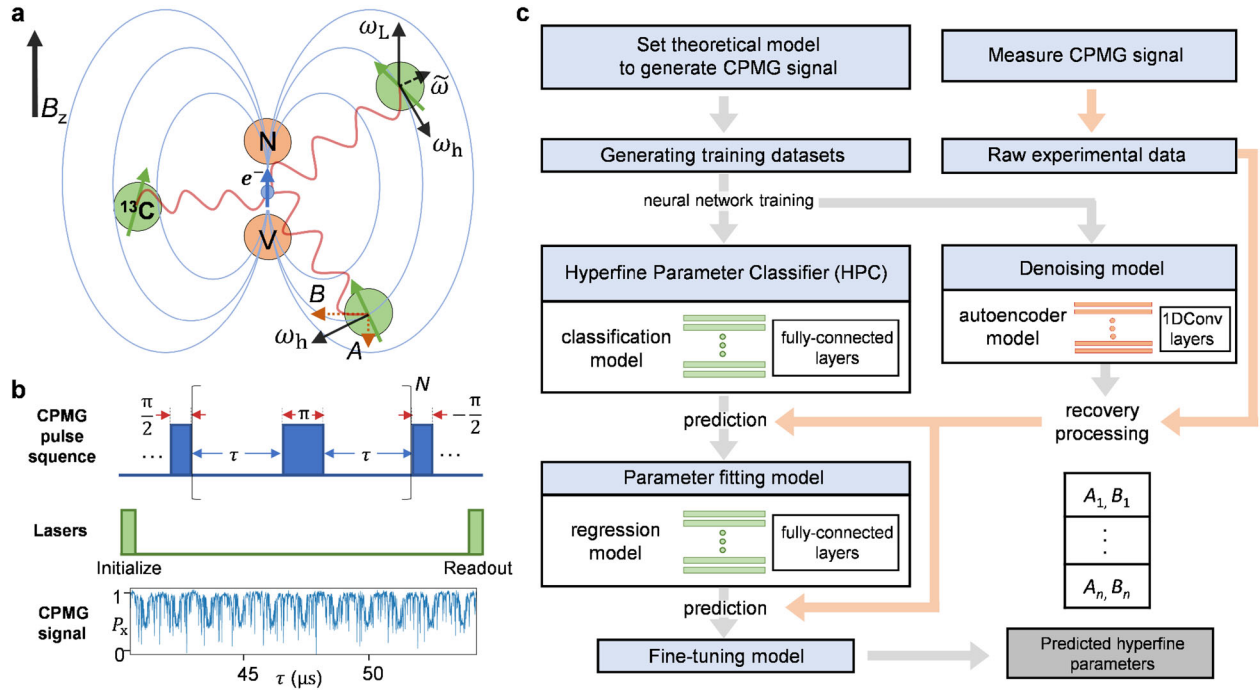 a
B_z
ω_L
ω̃
ω_h
N
e⁻
¹³C
V
B
ω_h
A
b
CPMG
pulse
squence
π/2
π
N
−π/2
...
τ
τ
...
Lasers
Initialize
Readout
CPMG
signal
1
P_x
0
45
50
τ (μs)
c
Set theoretical model
to generate CPMG signal
Measure CPMG signal
Generating training datasets
Raw experimental data
neural network training
Hyperfine Parameter Classifier (HPC)
classification
model
fully-connected
layers
Denoising model
autoencoder
model
1DConv
layers
prediction
recovery
processing
Parameter fitting model
regression
model
fully-connected
layers
A₁, B₁
⋮
Aₙ, Bₙ
prediction
Fine-tuning model
Predicted hyperfine
parameters